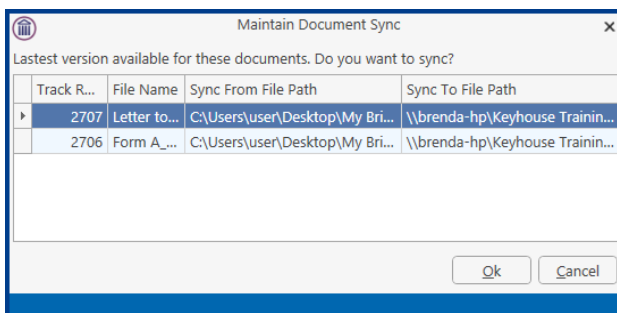 Maintain Document Sync
Lastest version available for these documents. Do you want to sync?
Track R... File Name Sync From File Path Sync To File Path
2707 Letter to... C:\Users\user\Desktop\My Bri... \\brenda-hp\Keyhouse Trainin...
2706 Form A_... C:\Users\user\Desktop\My Bri... \\brenda-hp\Keyhouse Trainin...
Ok Cancel